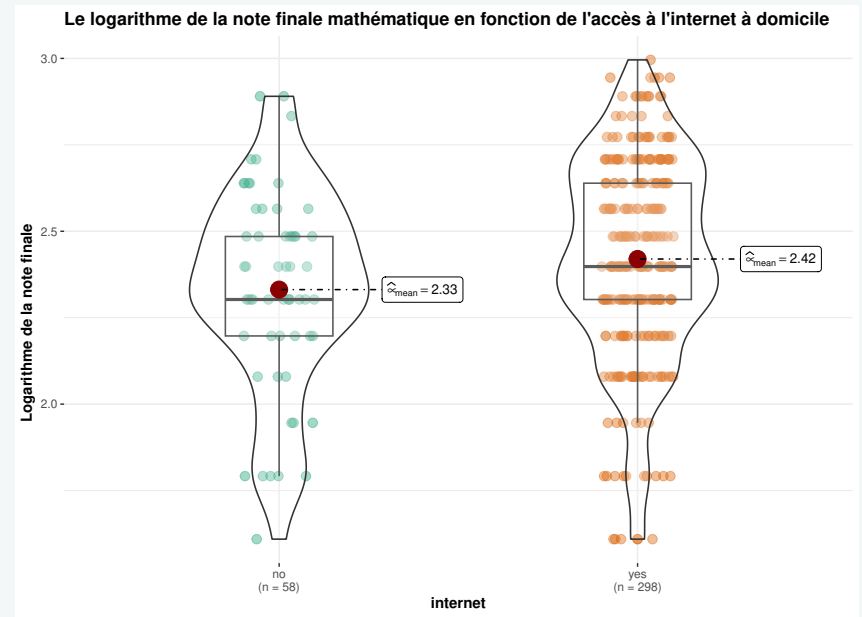 Le logarithme de la note finale mathématique en fonction de l'accès à l'internet à domicile
Logarithme de la note finale
3.0
2.5
2.0
μ̂mean = 2.33
μ̂mean = 2.42
no
(n = 58)
yes
(n = 298)
internet